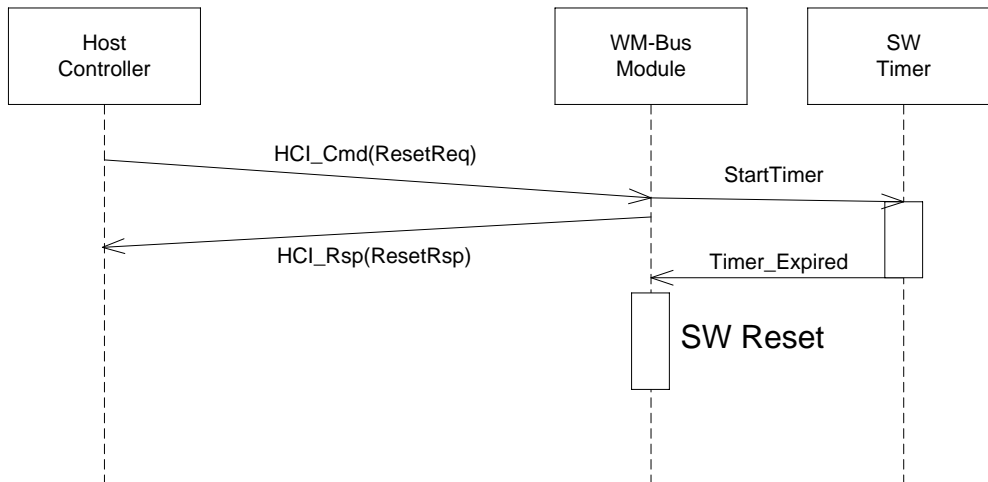 Host
Controller
WM-Bus
Module
SW
Timer
HCI_Cmd(ResetReq)
StartTimer
HCI_Rsp(ResetRsp)
Timer_Expired
SW Reset